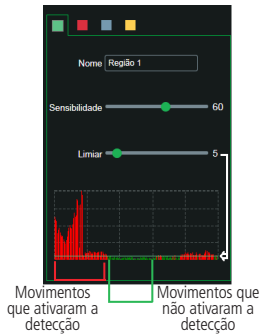 Nome Região 1
Sensibilidade 60
Limiar 5
Movimentos
que ativaram a
detecção
Movimentos que
não ativaram a
detecção